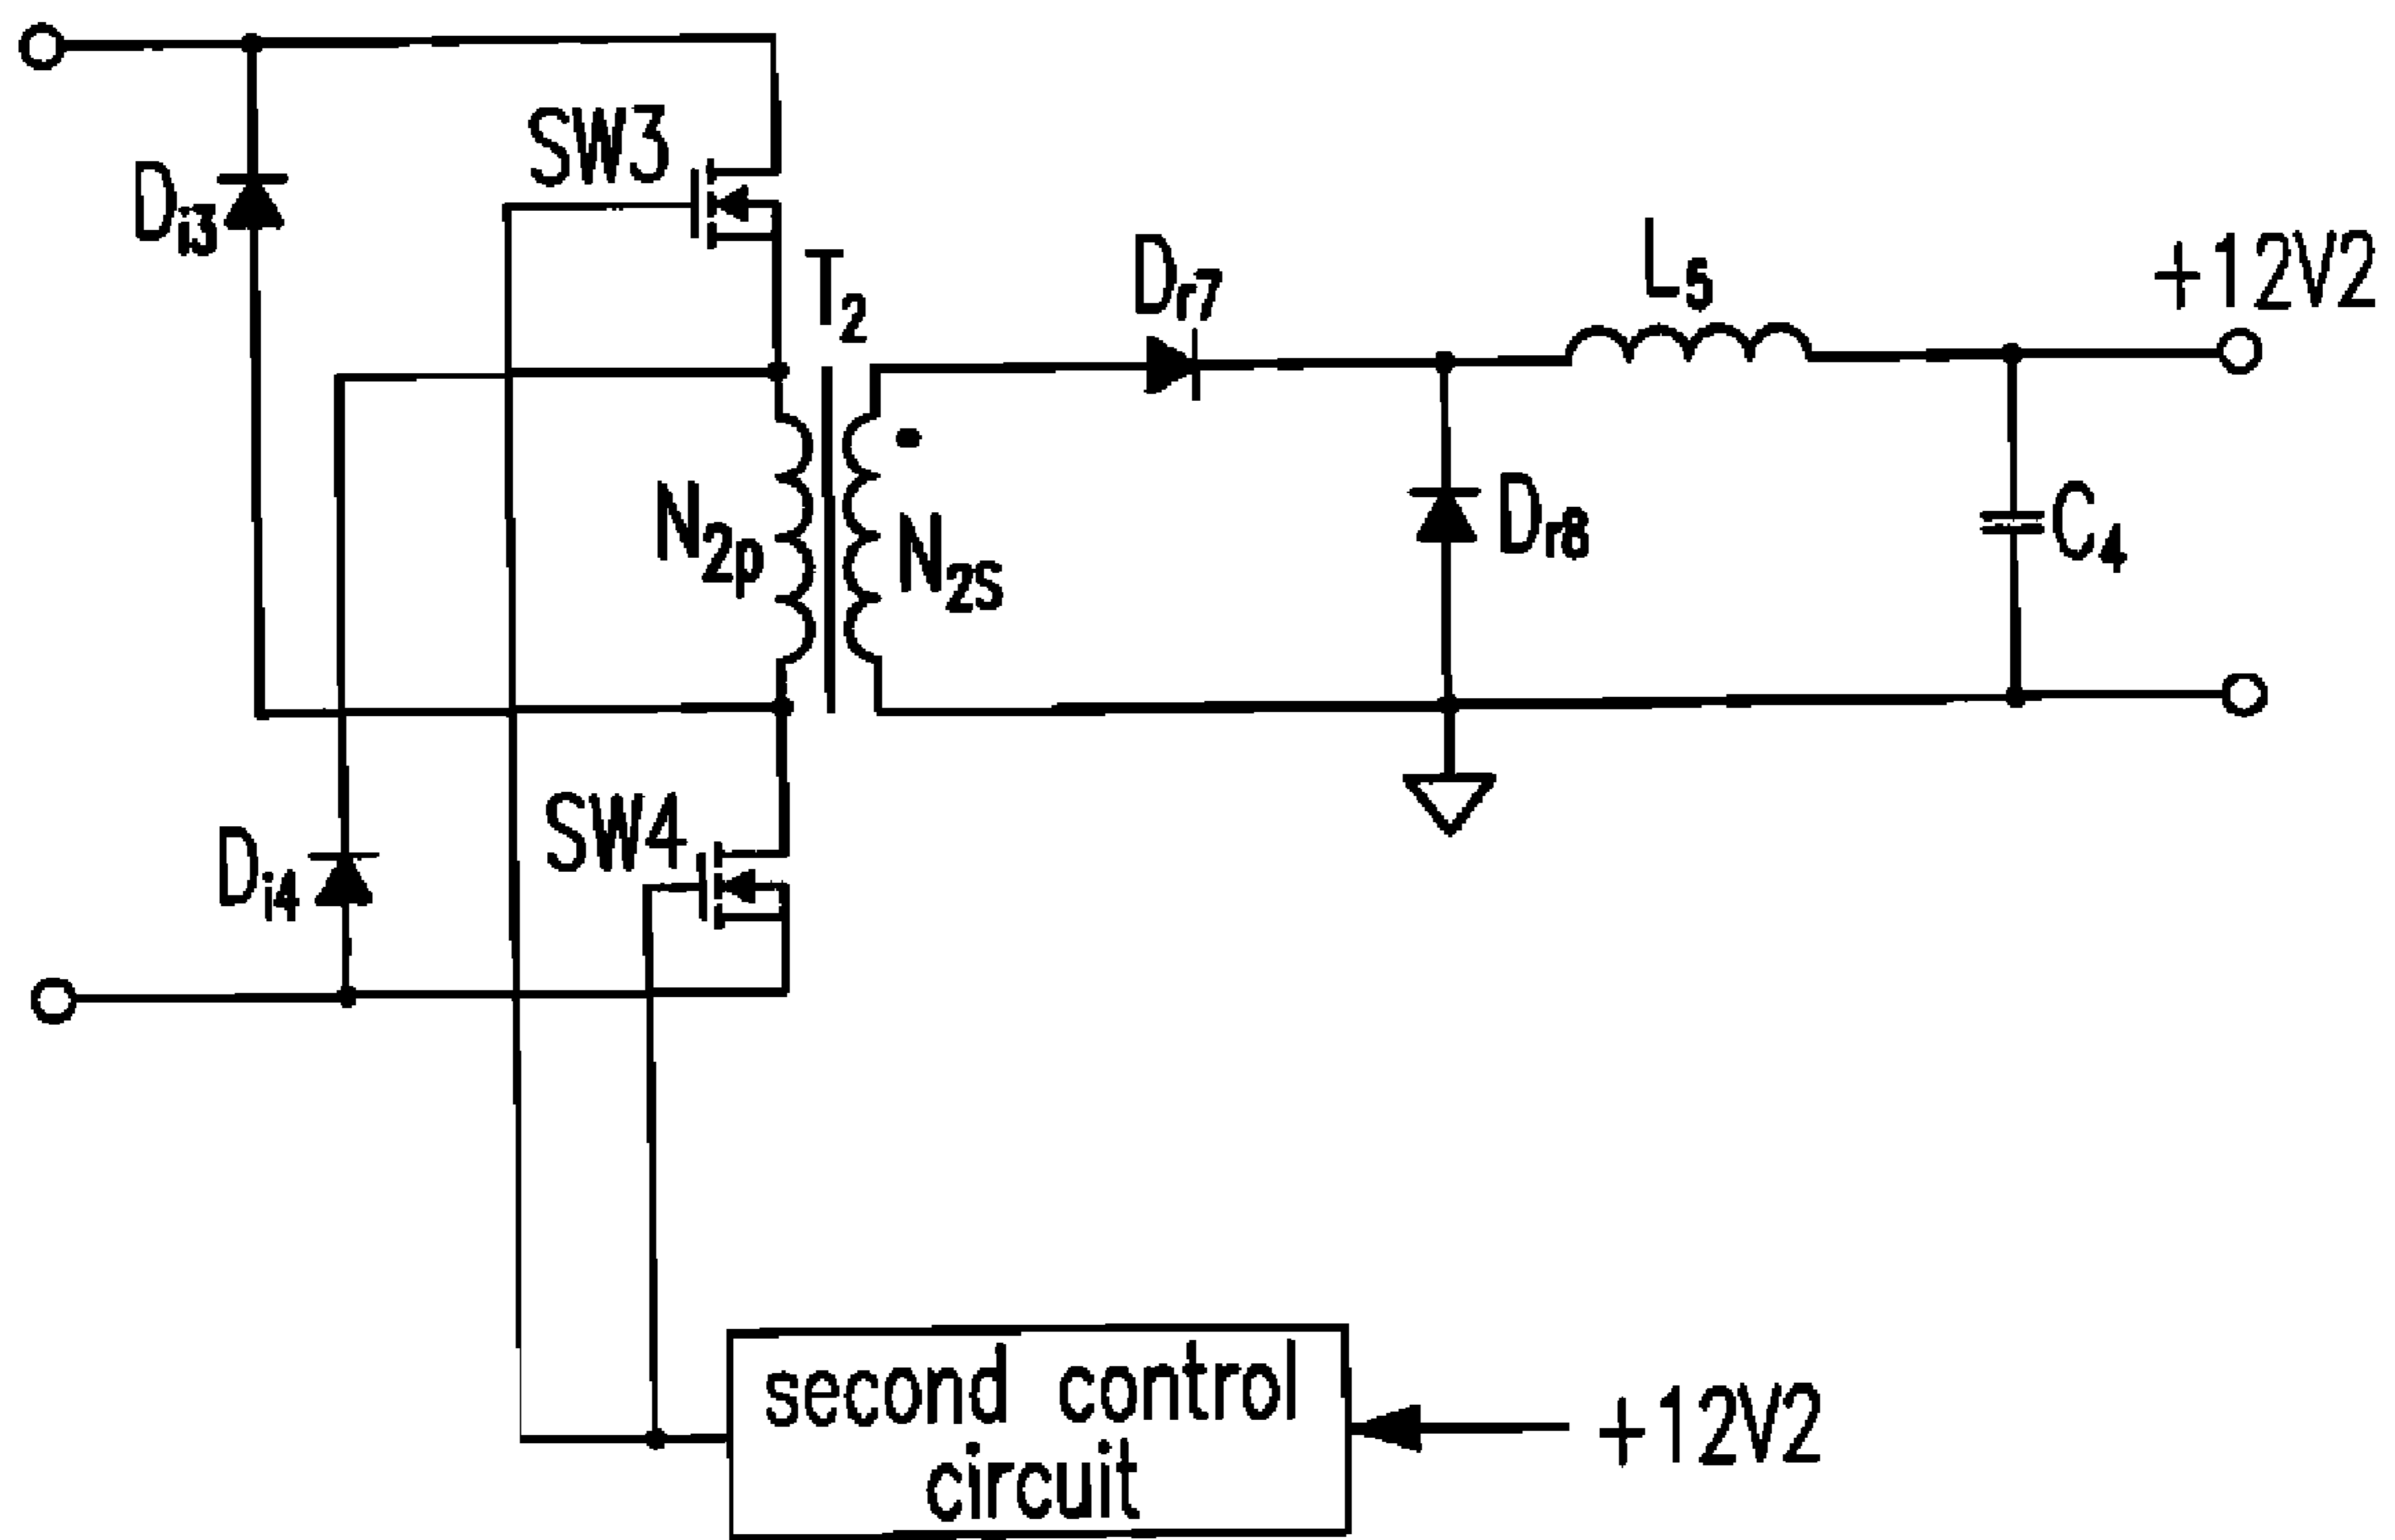 SW3
Di3
T2
Dr7
L5
+12V2
N2p
N2S
Dr8
C4
SW4
Di4
second control
circuit
+12V2